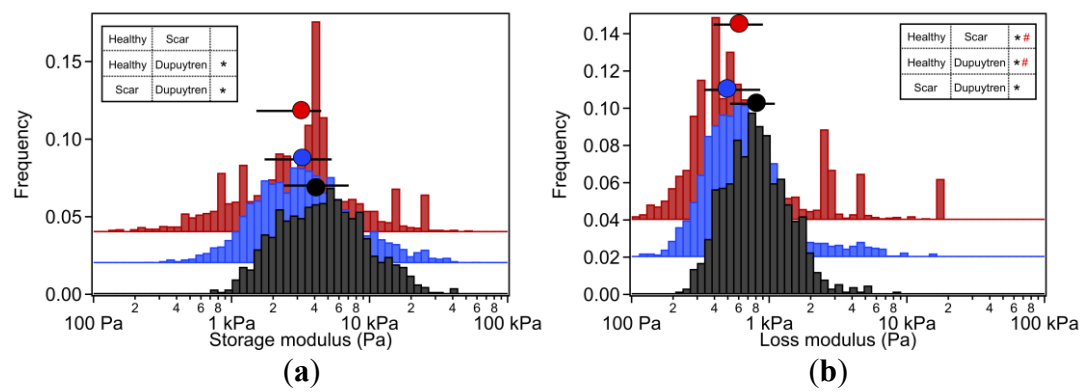 Healthy Scar
Healthy Dupuytren *
Scar Dupuytren *
Frequency
0.15
0.10
0.05
0.00
2 4 6 8 2 4 6 8 2 4 6 8
100 Pa 1 kPa 10 kPa 100 kPa
Storage modulus (Pa)
(a)
Healthy Scar *#
Healthy Dupuytren *#
Scar Dupuytren *
Frequency
0.14
0.12
0.10
0.08
0.06
0.04
0.02
0.00
2 4 6 8 2 4 6 8 2 4 6 8
100 Pa 1 kPa 10 kPa 100 kPa
Loss modulus (Pa)
(b)